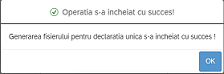 Operatia s-a incheiat cu succes!
Generarea fisierului pentru declaratia unica s-a incheiat cu succes !
OK